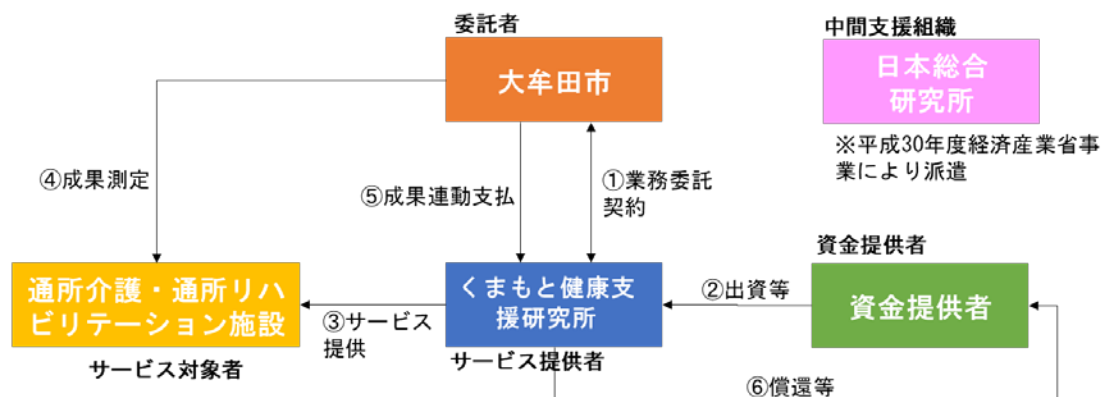 委託者
大牟田市
中間支援組織
日本総合
研究所
※平成30年度経済産業省事
業により派遣
④成果測定
⑤成果連動支払
①業務委託
契約
資金提供者
資金提供者
②出資等
くまもと健康支
援研究所
サービス提供者
③サービス
提供
通所介護・通所リハ
ビリテーション施設
サービス対象者
⑥償還等